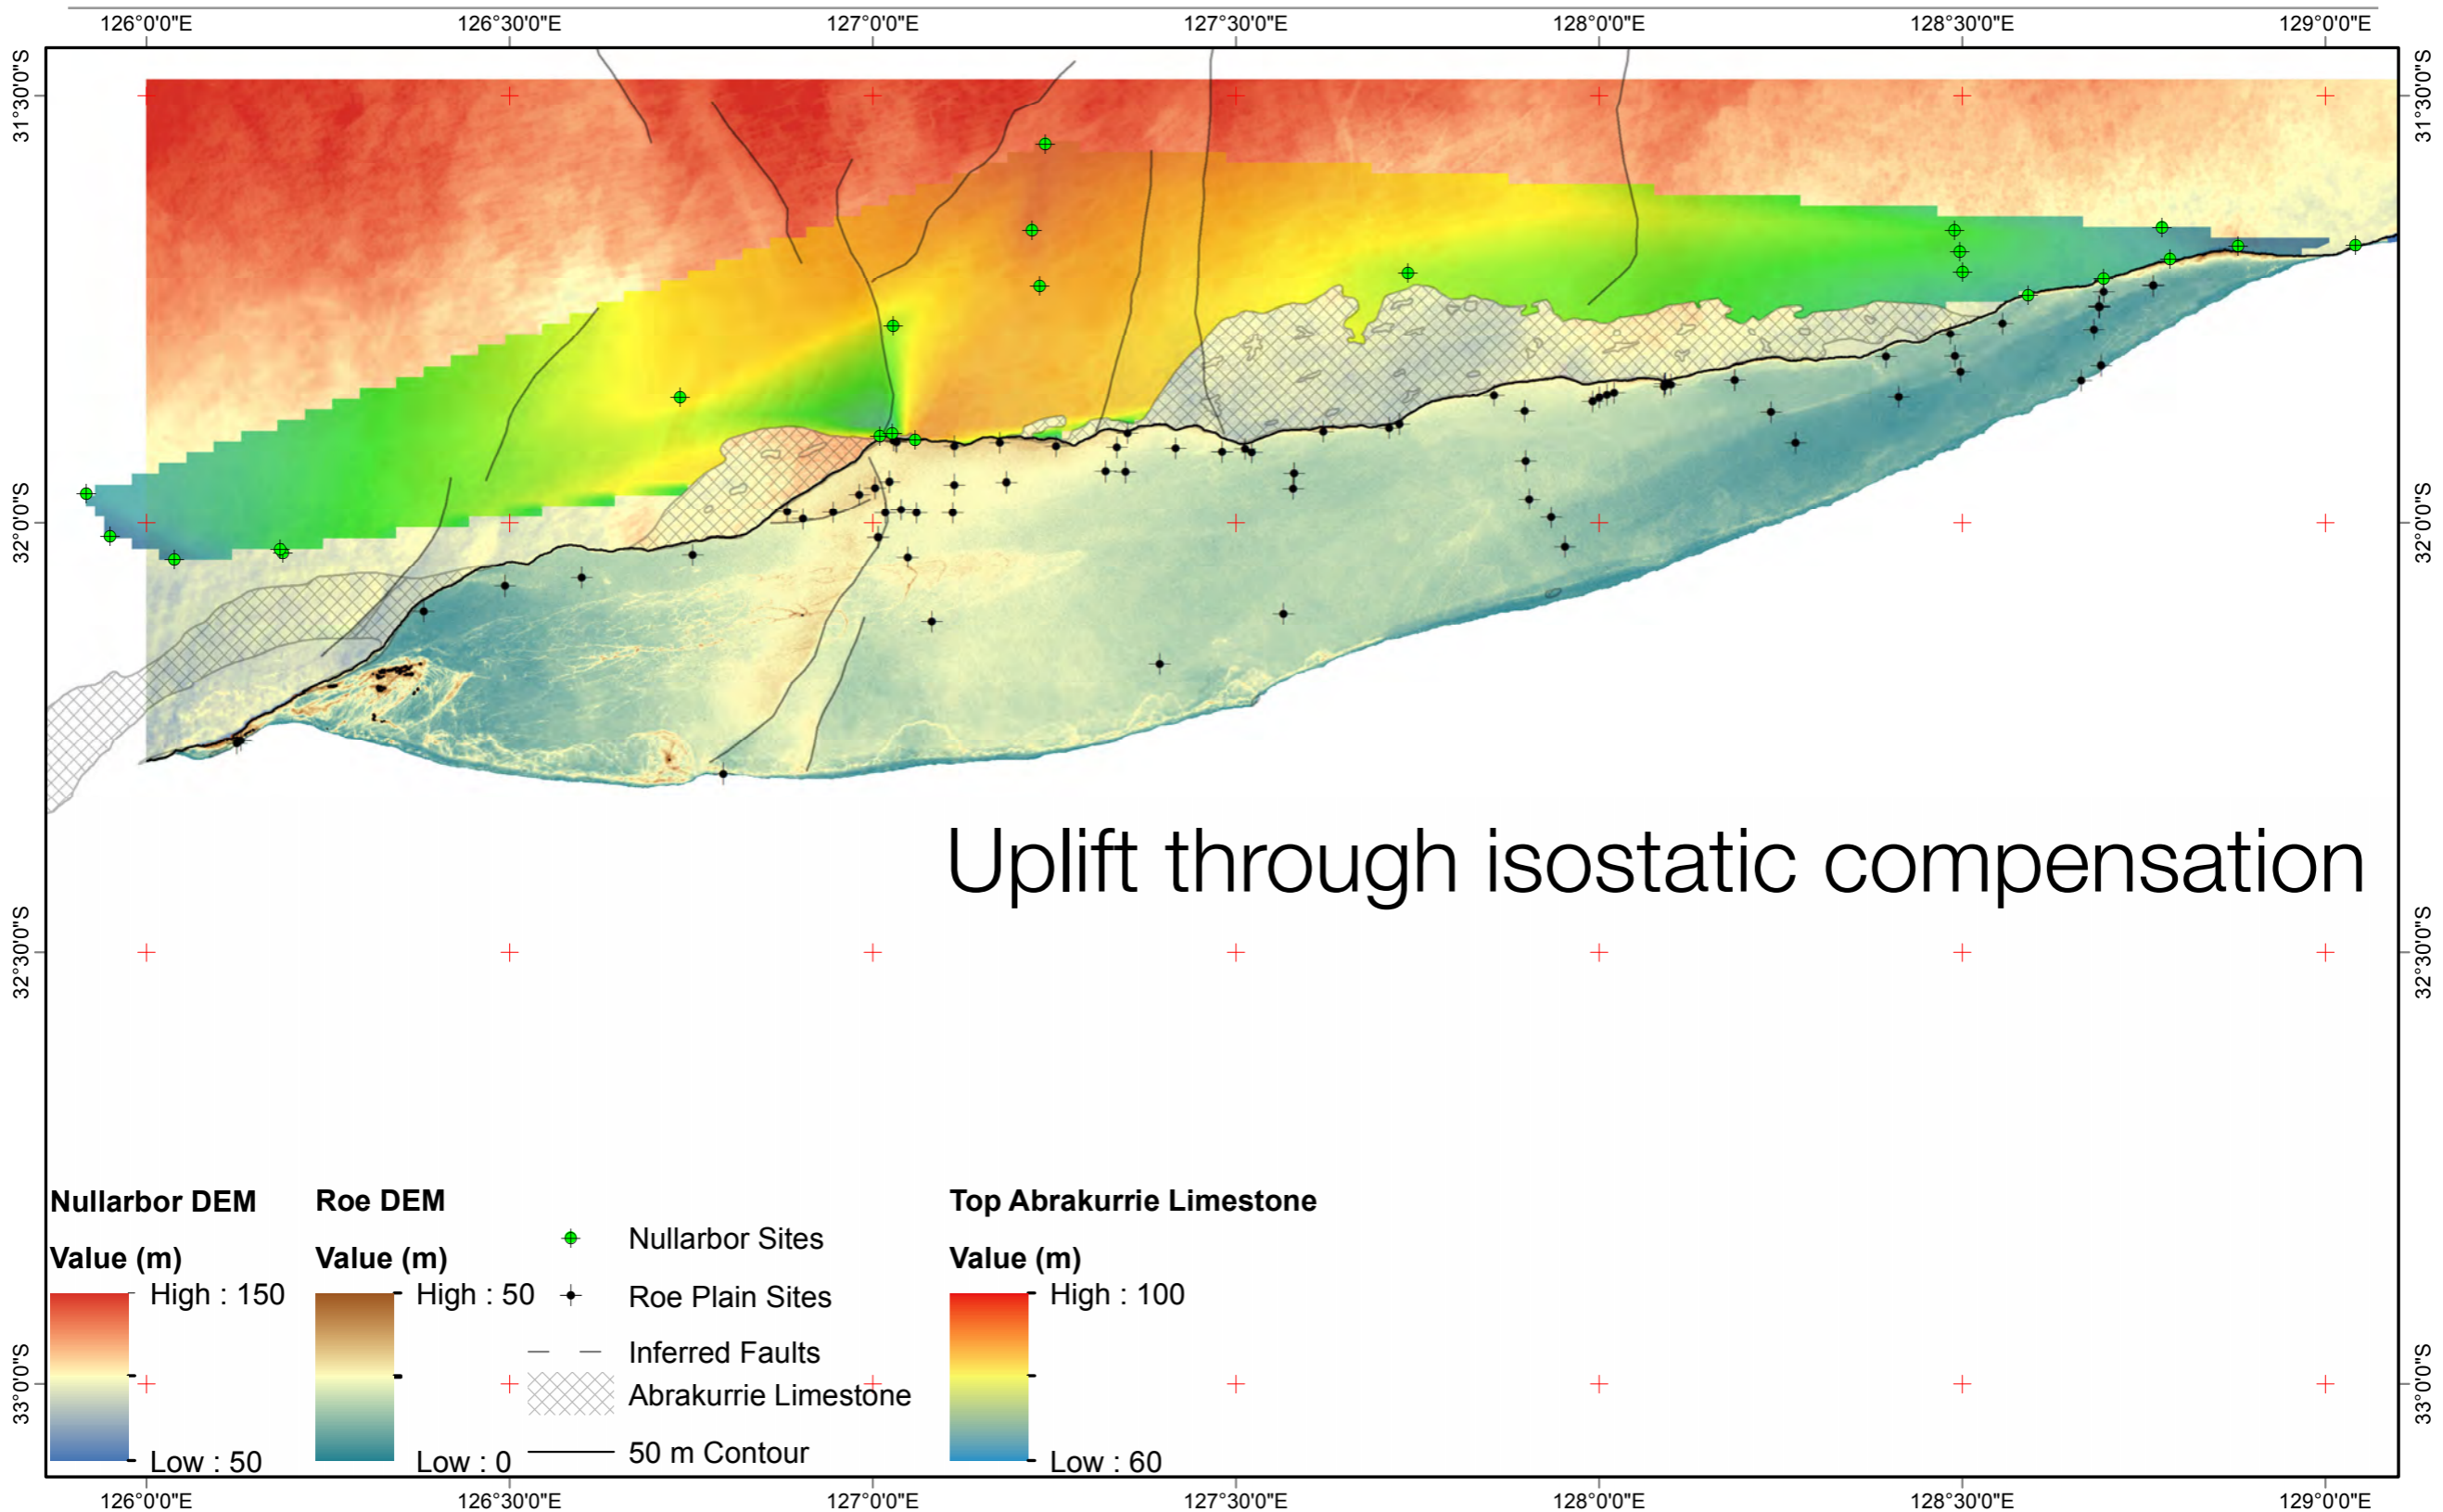 126°0'0"E 126°30'0"E 127°0'0"E 127°30'0"E 128°0'0"E 128°30'0"E 129°0'0"E
31°30'0"S 31°30'0"S
32°0'0"S 32°0'0"S
Uplift through isostatic compensation
32°30'0"S 32°30'0"S
Nullarbor DEM
Value (m)
High : 150
Low : 50
Roe DEM
Value (m)
High : 50
Low : 0
Nullarbor Sites
Roe Plain Sites
Inferred Faults
Abrakurrie Limestone
50 m Contour
Top Abrakurrie Limestone
Value (m)
High : 100
Low : 60
33°0'0"S 33°0'0"S
126°0'0"E 126°30'0"E 127°0'0"E 127°30'0"E 128°0'0"E 128°30'0"E 129°0'0"E